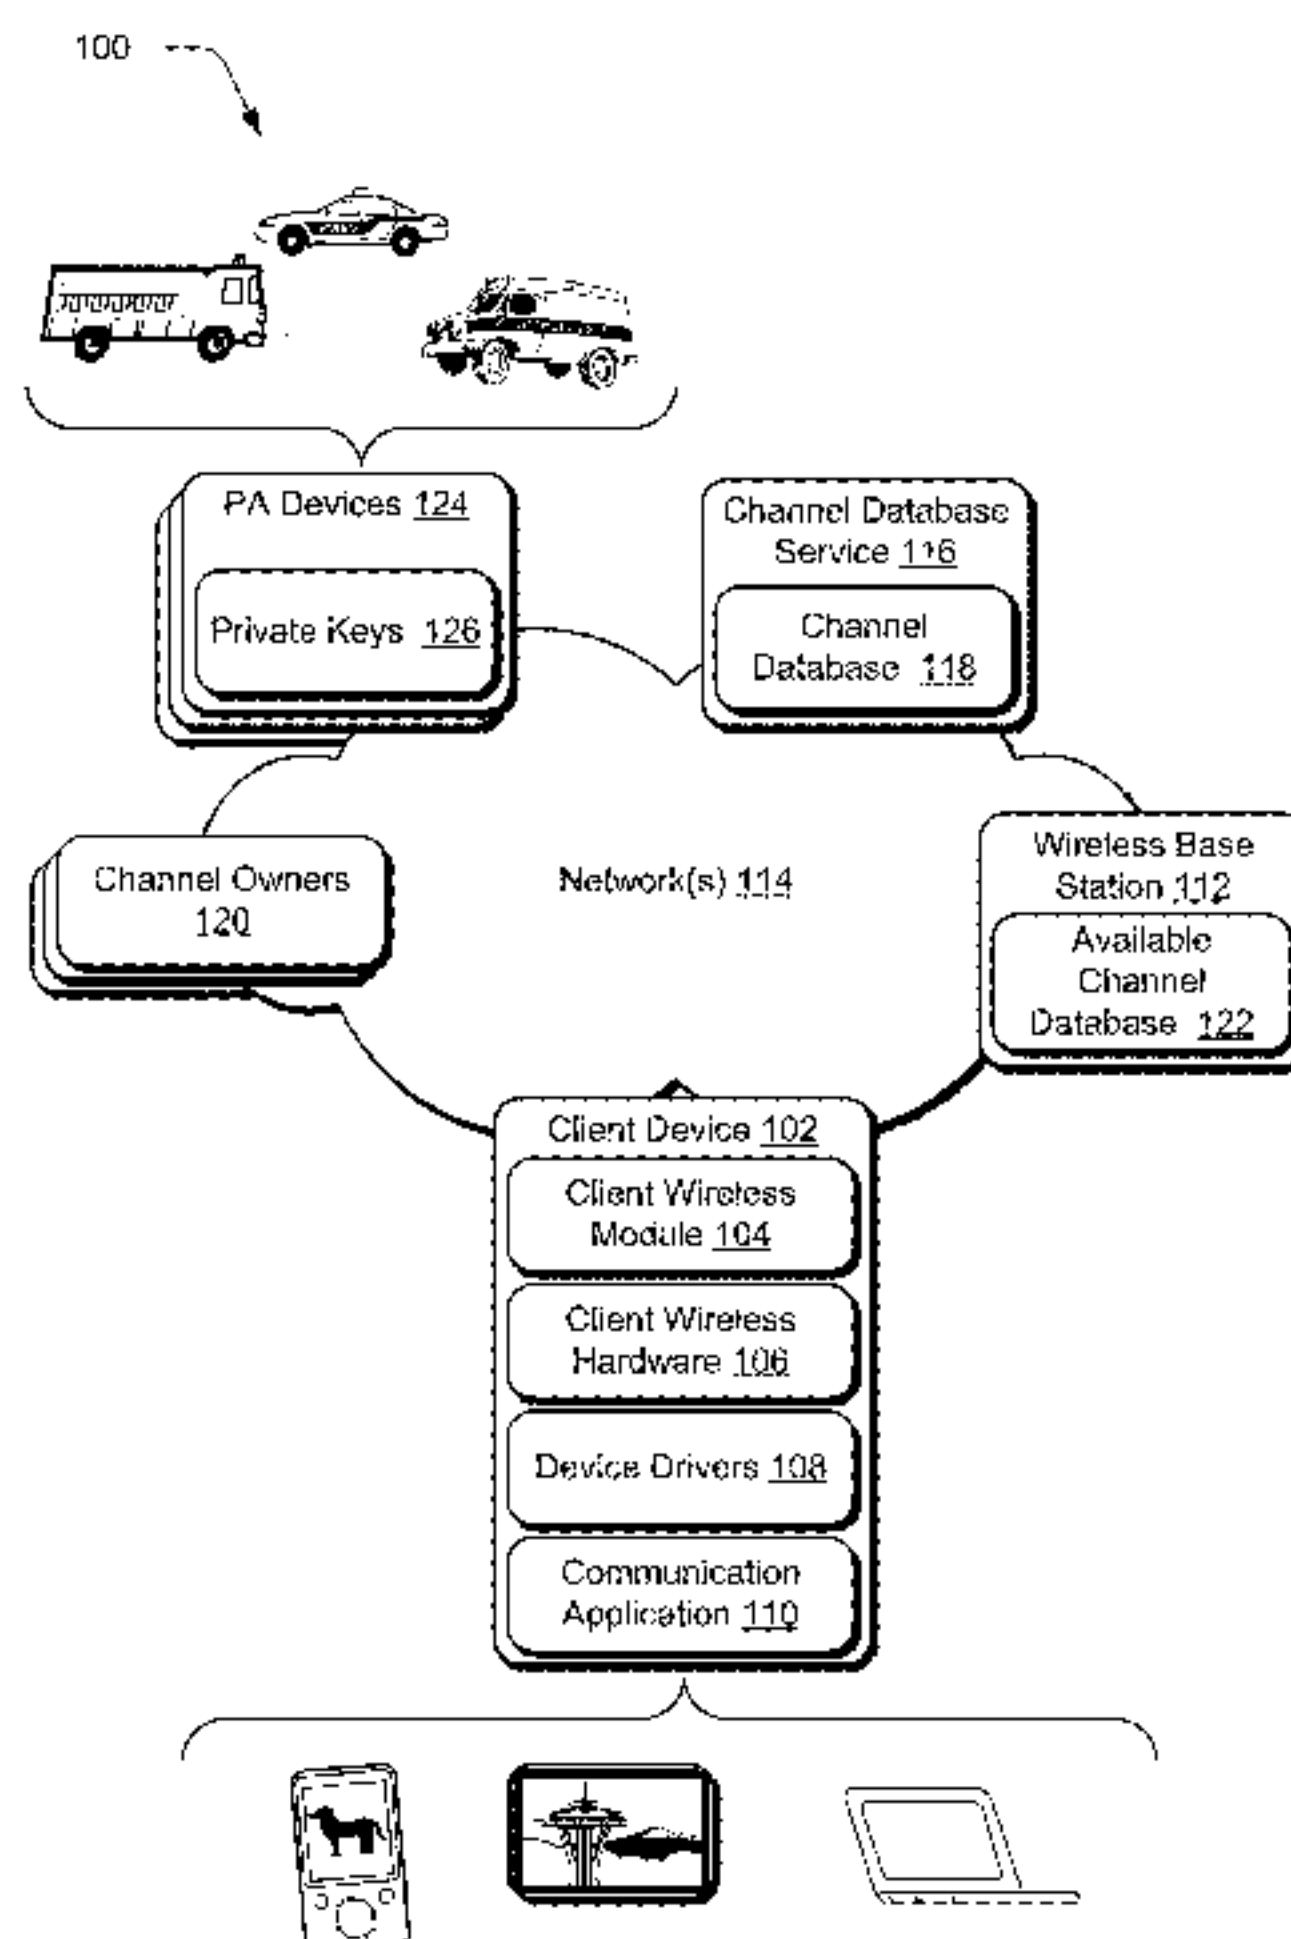 100
PA Devices 124
Private Keys 126
Channel Database
Service 116
Channel
Database 118
Channel Owners
120
Network(s) 114
Wireless Base
Station 112
Available
Channel
Database 122
Client Device 102
Client Wireless
Module 104
Client Wireless
Hardware 106
Device Drivers 108
Communication
Application 110